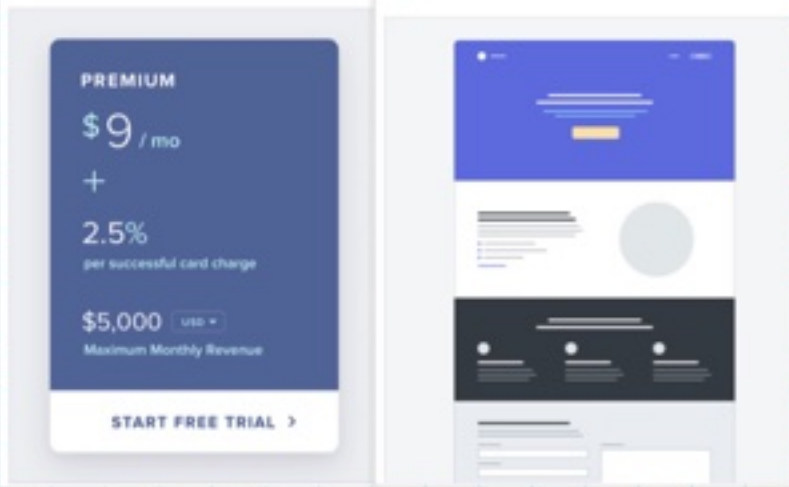 PREMIUM
$9 / mo
+
2.5%
per successful card charge
$5,000 USD
Maximum Monthly Revenue
START FREE TRIAL >